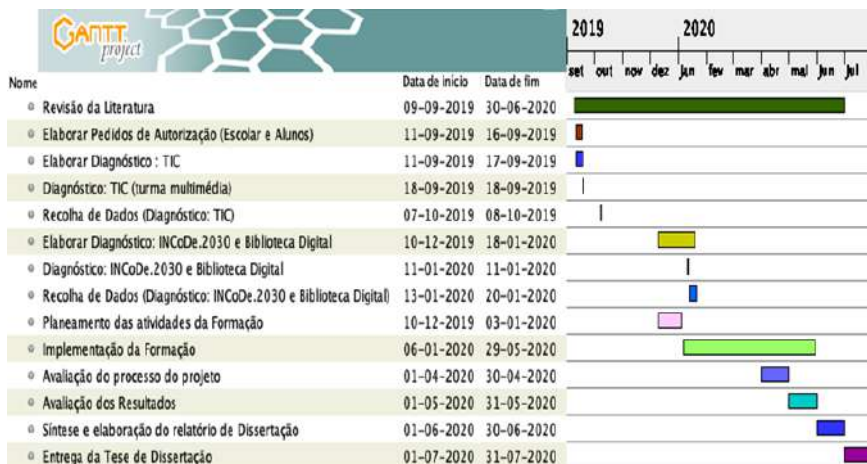 GANTT
project
2019 2020
set out nov dez jan fev mar abr mai jun jul
Nome Data de início Data de fim
Revisão da Literatura 09-09-2019 30-06-2020
Elaborar Pedidos de Autorização (Escolar e Alunos) 11-09-2019 16-09-2019
Elaborar Diagnóstico : TIC 11-09-2019 17-09-2019
Diagnóstico: TIC (turma multimédia) 18-09-2019 18-09-2019
Recolha de Dados (Diagnóstico: TIC) 07-10-2019 08-10-2019
Elaborar Diagnóstico: INCoDe.2030 e Biblioteca Digital 10-12-2019 18-01-2020
Diagnóstico: INCoDe.2030 e Biblioteca Digital 11-01-2020 11-01-2020
Recolha de Dados (Diagnóstico: INCoDe.2030 e Biblioteca Digital) 13-01-2020 20-01-2020
Planeamento das atividades da Formação 10-12-2019 03-01-2020
Implementação da Formação 06-01-2020 29-05-2020
Avaliação do processo do projeto 01-04-2020 30-04-2020
Avaliação dos Resultados 01-05-2020 31-05-2020
Síntese e elaboração do relatório de Dissertação 01-06-2020 30-06-2020
Entrega da Tese de Dissertação 01-07-2020 31-07-2020